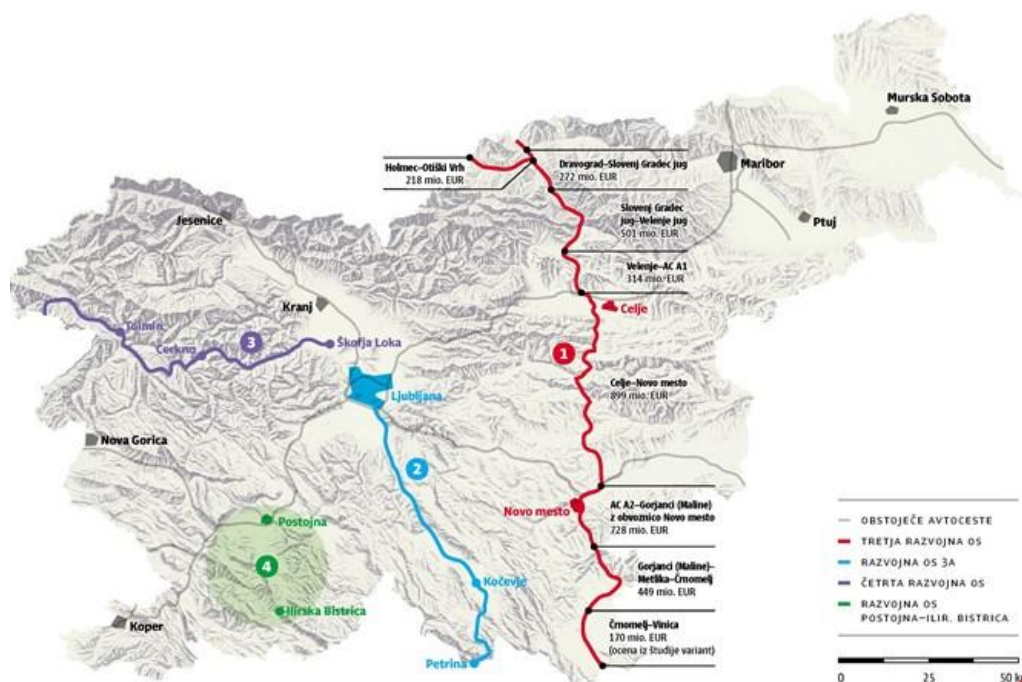 Murska Sobota
Maribor
Ptuj
Holmec–Otiški Vrh
218 mio. EUR
Dravograd–Slovenj Gradec jug
272 mio. EUR
Slovenj Gradec
jug–Velenje jug
501 mio. EUR
Velenje–AC A1
314 mio. EUR
Jesenice
Kranj
Celje
Tolmin
Cerkno
3
Škofja Loka
1
Ljubljana
Celje–Novo mesto
899 mio. EUR
Nova Gorica
2
Novo mesto
AC A2–Gorjanci (Maline)
z obvoznico Novo mesto
728 mio. EUR
Postojna
4
Kočevje
Gorjanci (Maline)–
Metlika–Črnomelj
449 mio. EUR
Ilirska Bistrica
Koper
Črnomelj–Vinica
170 mio. EUR
(ocena iz študije variant)
Petrina
OBSTOJEČE AVTOCESTE
TRETJA RAZVOJNA OS
RAZVOJNA OS 3A
ČETRTA RAZVOJNA OS
RAZVOJNA OS
POSTOJNA–ILIR. BISTRICA
0 25 50